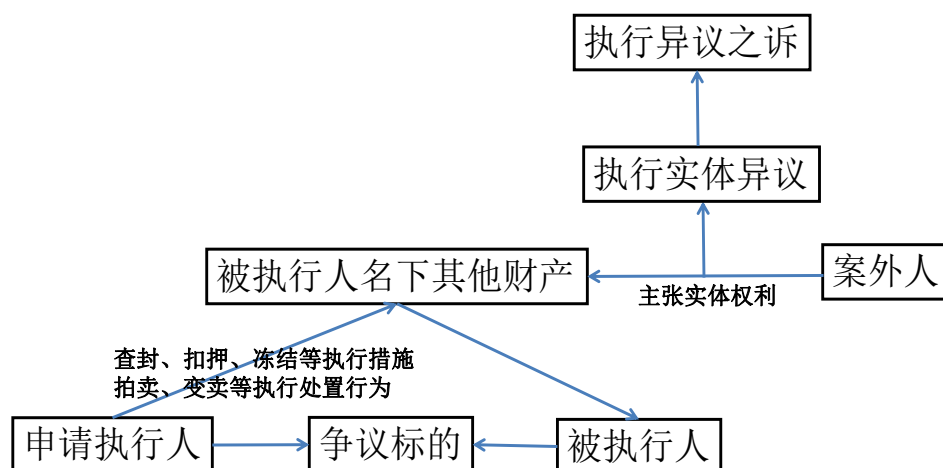 执行异议之诉
执行实体异议
被执行人名下其他财产
案外人
主张实体权利
查封、扣押、冻结等执行措施
拍卖、变卖等执行处置行为
申请执行人
争议标的
被执行人